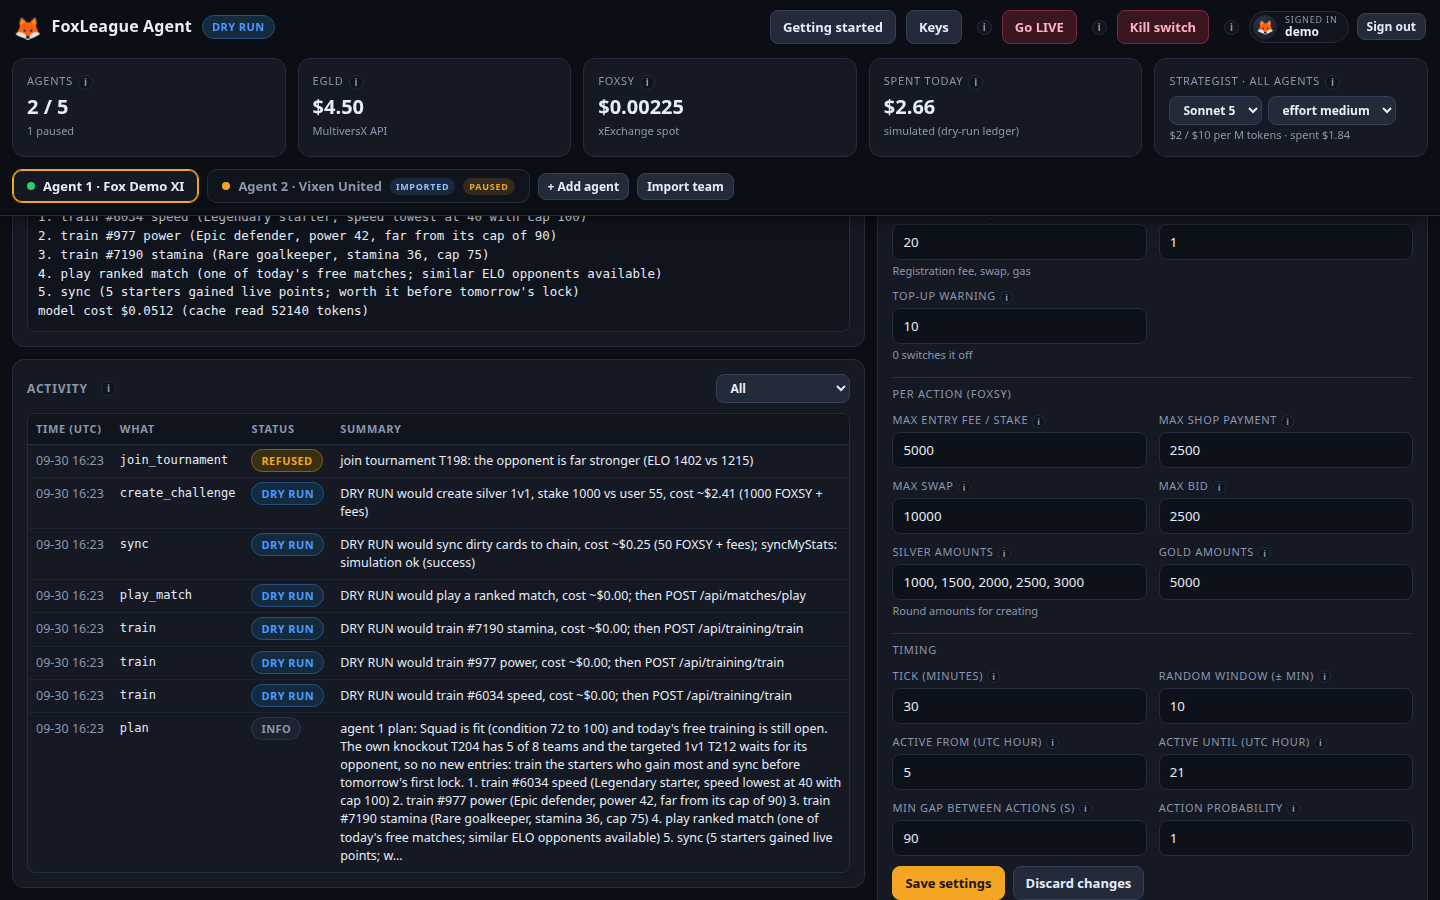 FoxLeague Agent
DRY RUN
Getting started
Keys
i
Go LIVE
i
Kill switch
i
SIGNED IN
demo
Sign out
AGENTS i
2 / 5
1 paused
EGLD i
$4.50
MultiversX API
FOXSY i
$0.00225
xExchange spot
SPENT TODAY i
$2.66
simulated (dry-run ledger)
STRATEGIST · ALL AGENTS i
Sonnet 5
effort medium
$2 / $10 per M tokens · spent $1.84
Agent 1 · Fox Demo XI
Agent 2 · Vixen United IMPORTED PAUSED
+ Add agent
Import team
1. train #6034 speed (Legendary starter, speed lowest at 40 with cap 100)
2. train #977 power (Epic defender, power 42, far from its cap of 90)
3. train #7190 stamina (Rare goalkeeper, stamina 36, cap 75)
4. play ranked match (one of today's free matches; similar ELO opponents available)
5. sync (5 starters gained live points; worth it before tomorrow's lock)
model cost $0.0512 (cache read 52140 tokens)
ACTIVITY i
All
TIME (UTC) WHAT STATUS SUMMARY
09-30 16:23 join_tournament REFUSED join tournament T198: the opponent is far stronger (ELO 1402 vs 1215)
09-30 16:23 create_challenge DRY RUN DRY RUN would create silver 1v1, stake 1000 vs user 55, cost ~$2.41 (1000 FOXSY +
fees)
09-30 16:23 sync DRY RUN DRY RUN would sync dirty cards to chain, cost ~$0.25 (50 FOXSY + fees); syncMyStats:
simulation ok (success)
09-30 16:23 play_match DRY RUN DRY RUN would play a ranked match, cost ~$0.00; then POST /api/matches/play
09-30 16:23 train DRY RUN DRY RUN would train #7190 stamina, cost ~$0.00; then POST /api/training/train
09-30 16:23 train DRY RUN DRY RUN would train #977 power, cost ~$0.00; then POST /api/training/train
09-30 16:23 train DRY RUN DRY RUN would train #6034 speed, cost ~$0.00; then POST /api/training/train
09-30 16:23 plan INFO agent 1 plan: Squad is fit (condition 72 to 100) and today's free training is still open.
The own knockout T204 has 5 of 8 teams and the targeted 1v1 T212 waits for its
opponent, so no new entries: train the starters who gain most and sync before
tomorrow's first lock. 1. train #6034 speed (Legendary starter, speed lowest at 40 with
cap 100) 2. train #977 power (Epic defender, power 42, far from its cap of 90) 3. train
#7190 stamina (Rare goalkeeper, stamina 36, cap 75) 4. play ranked match (one of
today's free matches; similar ELO opponents available) 5. sync (5 starters gained live
points; w...
20
1
Registration fee, swap, gas
TOP-UP WARNING i
10
0 switches it off
PER ACTION (FOXSY)
MAX ENTRY FEE / STAKE i
MAX SHOP PAYMENT i
5000
2500
MAX SWAP i
MAX BID i
10000
2500
SILVER AMOUNTS i
GOLD AMOUNTS i
1000, 1500, 2000, 2500, 3000
5000
Round amounts for creating
TIMING
TICK (MINUTES) i
RANDOM WINDOW (± MIN) i
30
10
ACTIVE FROM (UTC HOUR) i
ACTIVE UNTIL (UTC HOUR) i
5
21
MIN GAP BETWEEN ACTIONS (S) i
ACTION PROBABILITY i
90
1
Save settings
Discard changes